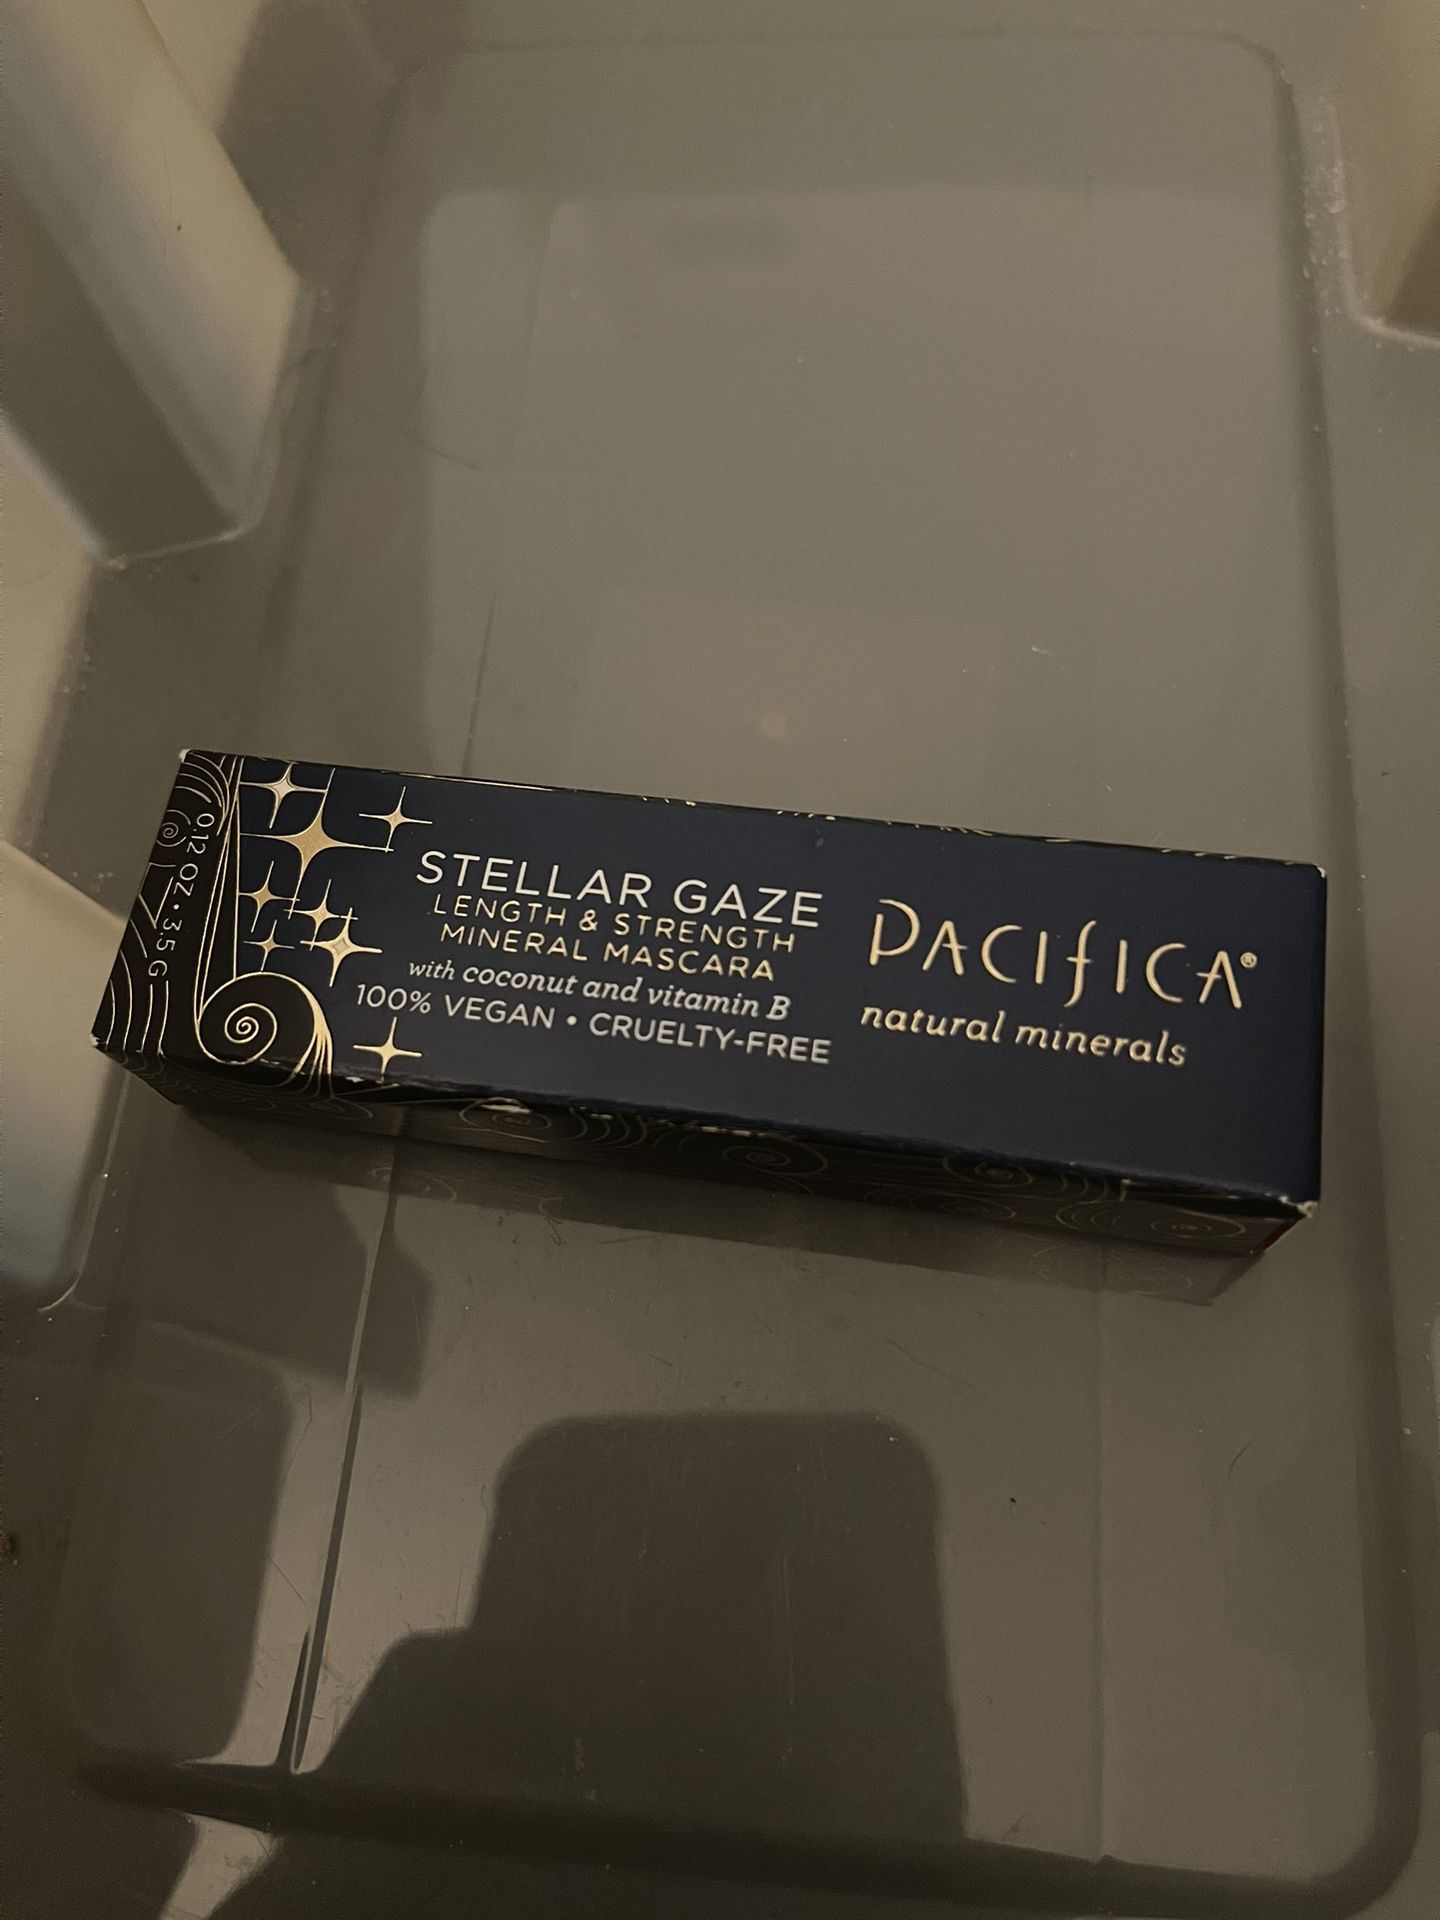 0.12 OZ • 3.5 G
STELLAR GAZE
LENGTH & STRENGTH
MINERAL MASCARA
with coconut and vitamin B
100% VEGAN • CRUELTY-FREE
PACIFICA®
natural minerals